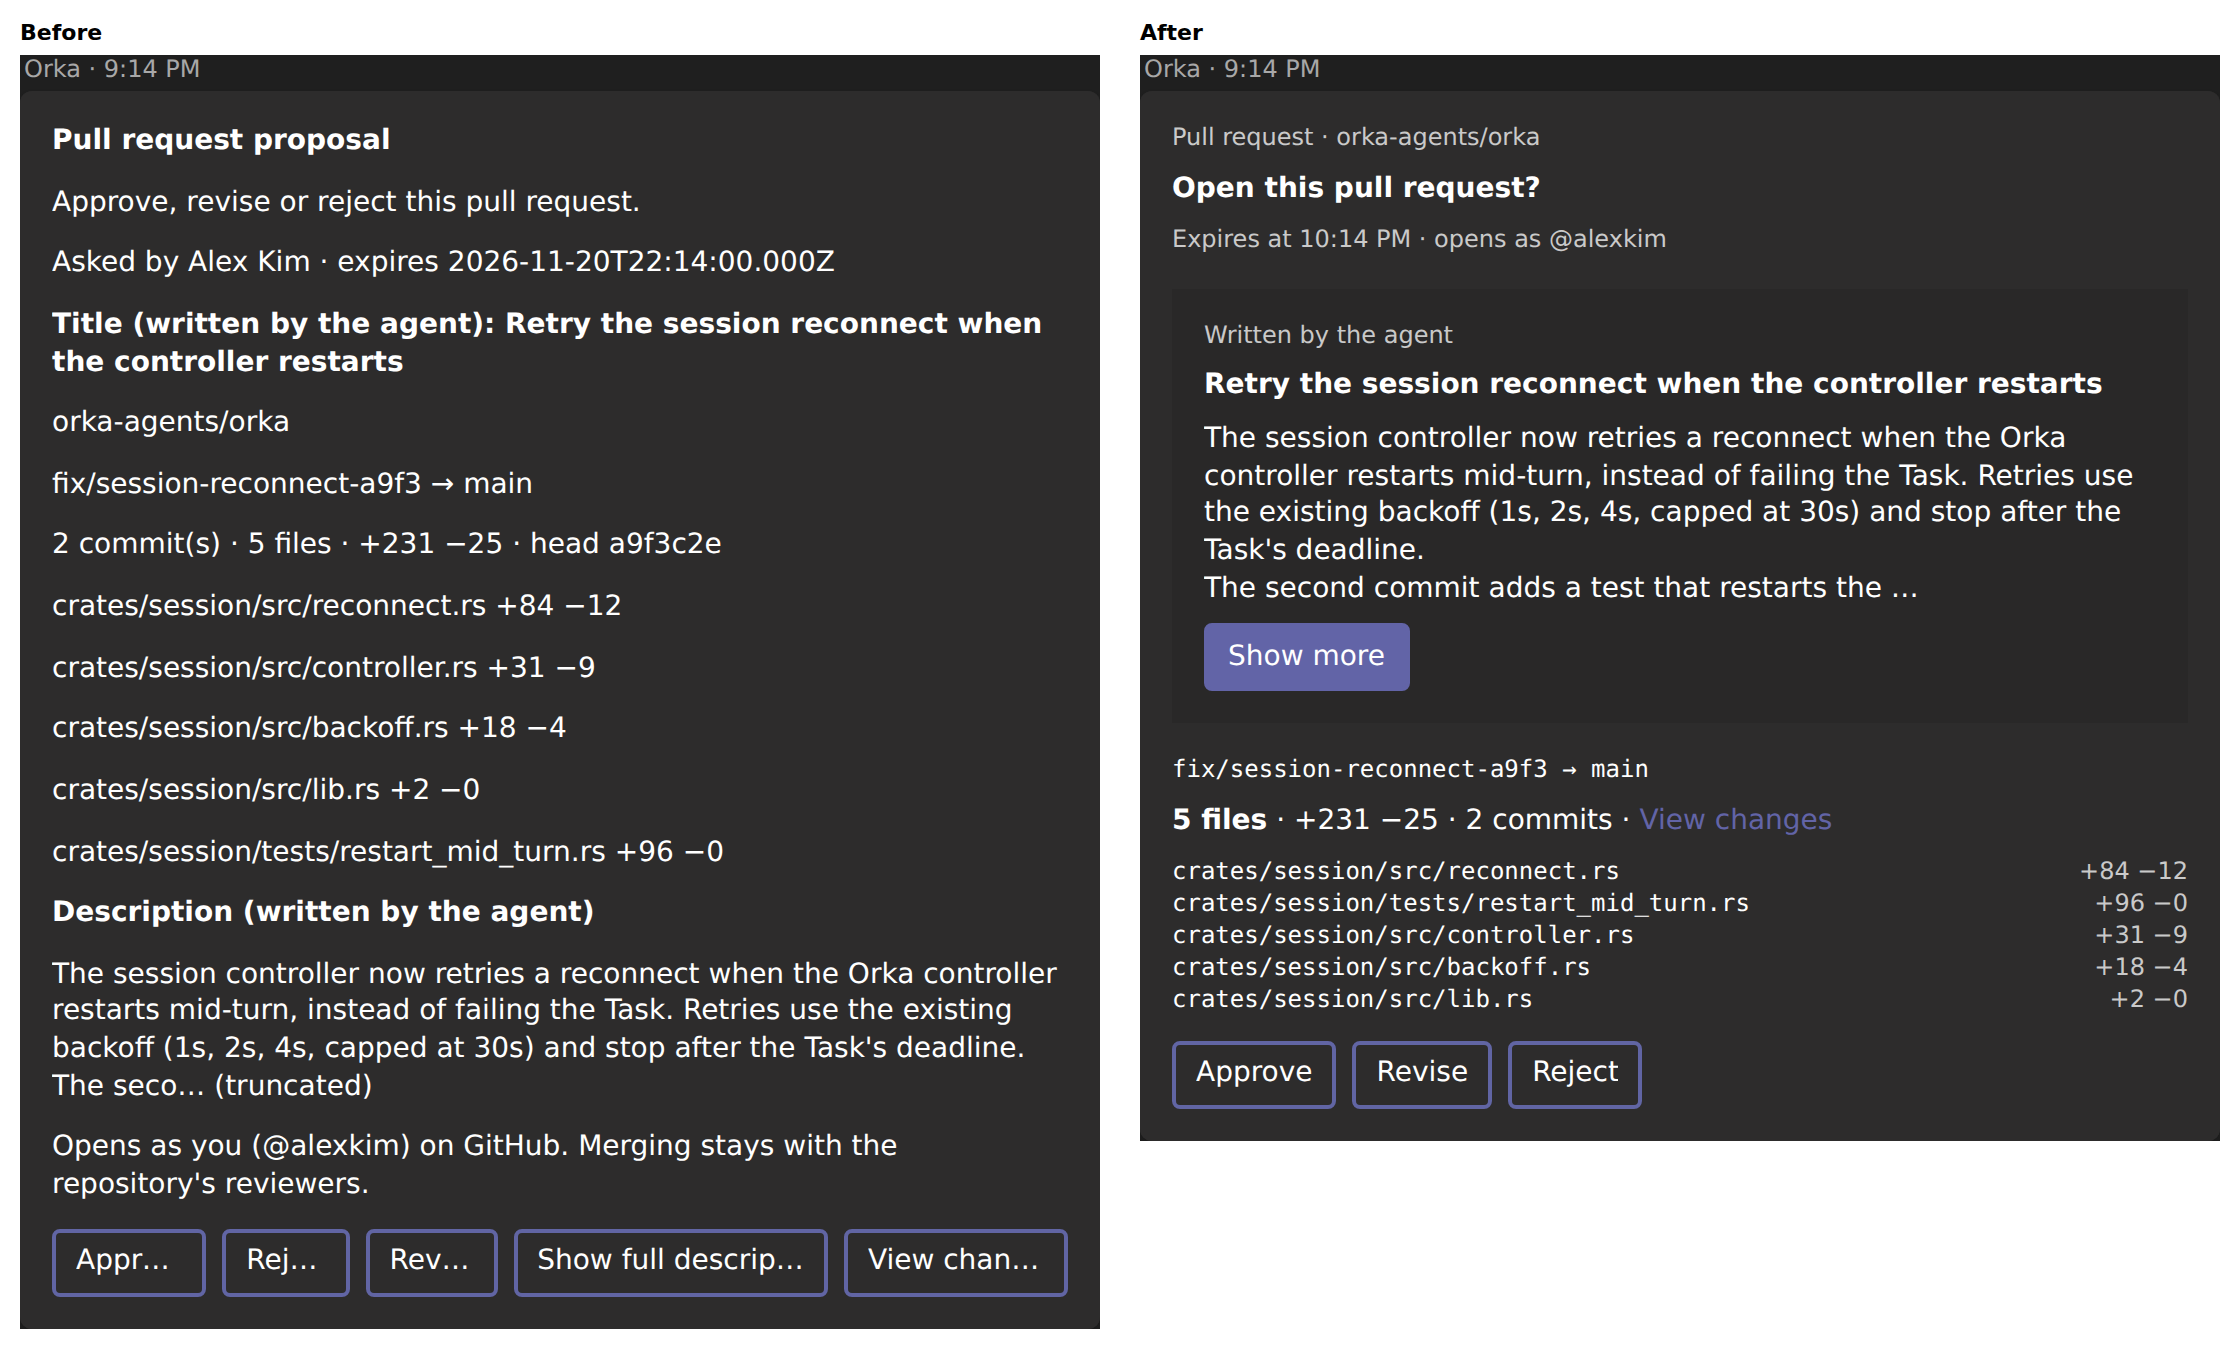 Before
Orka · 9:14 PM
Pull request proposal
Approve, revise or reject this pull request.
Asked by Alex Kim · expires 2026-11-20T22:14:00.000Z
Title (written by the agent): Retry the session reconnect when
the controller restarts
orka-agents/orka
fix/session-reconnect-a9f3 → main
2 commit(s) · 5 files · +231 −25 · head a9f3c2e
crates/session/src/reconnect.rs +84 −12
crates/session/src/controller.rs +31 −9
crates/session/src/backoff.rs +18 −4
crates/session/src/lib.rs +2 −0
crates/session/tests/restart_mid_turn.rs +96 −0
Description (written by the agent)
The session controller now retries a reconnect when the Orka controller
restarts mid-turn, instead of failing the Task. Retries use the existing
backoff (1s, 2s, 4s, capped at 30s) and stop after the Task's deadline.
The seco… (truncated)
Opens as you (@alexkim) on GitHub. Merging stays with the
repository's reviewers.
Appr… Rej… Rev… Show full descrip… View chan…
After
Orka · 9:14 PM
Pull request · orka-agents/orka
Open this pull request?
Expires at 10:14 PM · opens as @alexkim
Written by the agent
Retry the session reconnect when the controller restarts
The session controller now retries a reconnect when the Orka
controller restarts mid-turn, instead of failing the Task. Retries use
the existing backoff (1s, 2s, 4s, capped at 30s) and stop after the
Task's deadline.
The second commit adds a test that restarts the …
Show more
fix/session-reconnect-a9f3 → main
5 files · +231 −25 · 2 commits · View changes
crates/session/src/reconnect.rs +84 −12
crates/session/tests/restart_mid_turn.rs +96 −0
crates/session/src/controller.rs +31 −9
crates/session/src/backoff.rs +18 −4
crates/session/src/lib.rs +2 −0
Approve Revise Reject